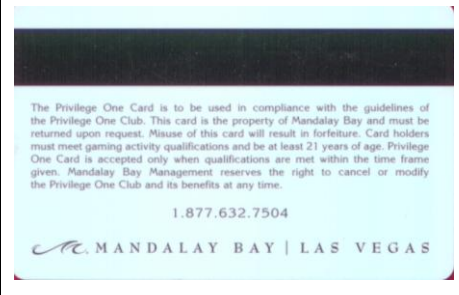 The Privilege One Card is to be used in compliance with the guidelines of
the Privilege One Club. This card is the property of Mandalay Bay and must be
returned upon request. Misuse of this card will result in forfeiture. Card holders
must meet gaming activity qualifications and be at least 21 years of age. Privilege
One Card is accepted only when qualifications are met within the time frame
given. Mandalay Bay Management reserves the right to cancel or modify
the Privilege One Club and its benefits at any time.
1.877.632.7504
MANDALAY BAY | LAS VEGAS